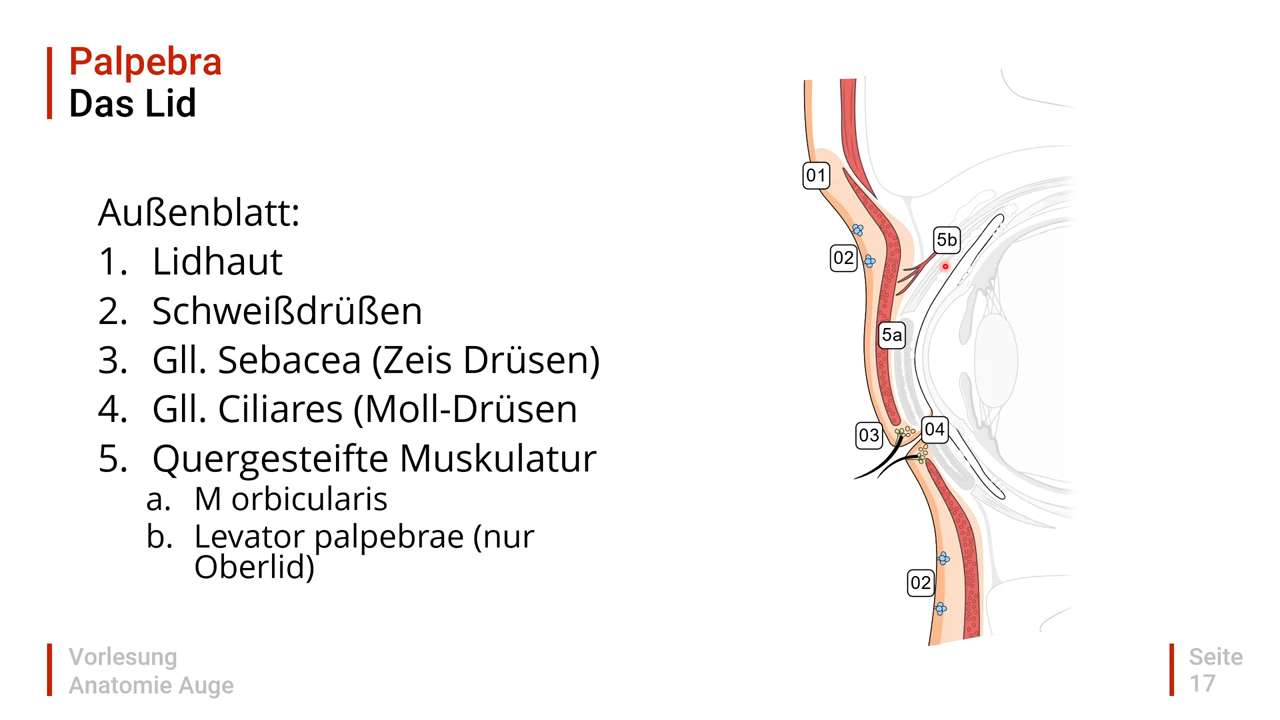 Palpebra
Das Lid
Außenblatt:
1. Lidhaut
2. Schweißdrüßen
3. Gll. Sebacea (Zeis Drüsen)
4. Gll. Ciliares (Moll-Drüsen
5. Quergesteifte Muskulatur
a. M orbicularis
b. Levator palpebrae (nur
Oberlid)
01
02
5b
5a
03
04
02
Vorlesung
Anatomie Auge
Seite
17